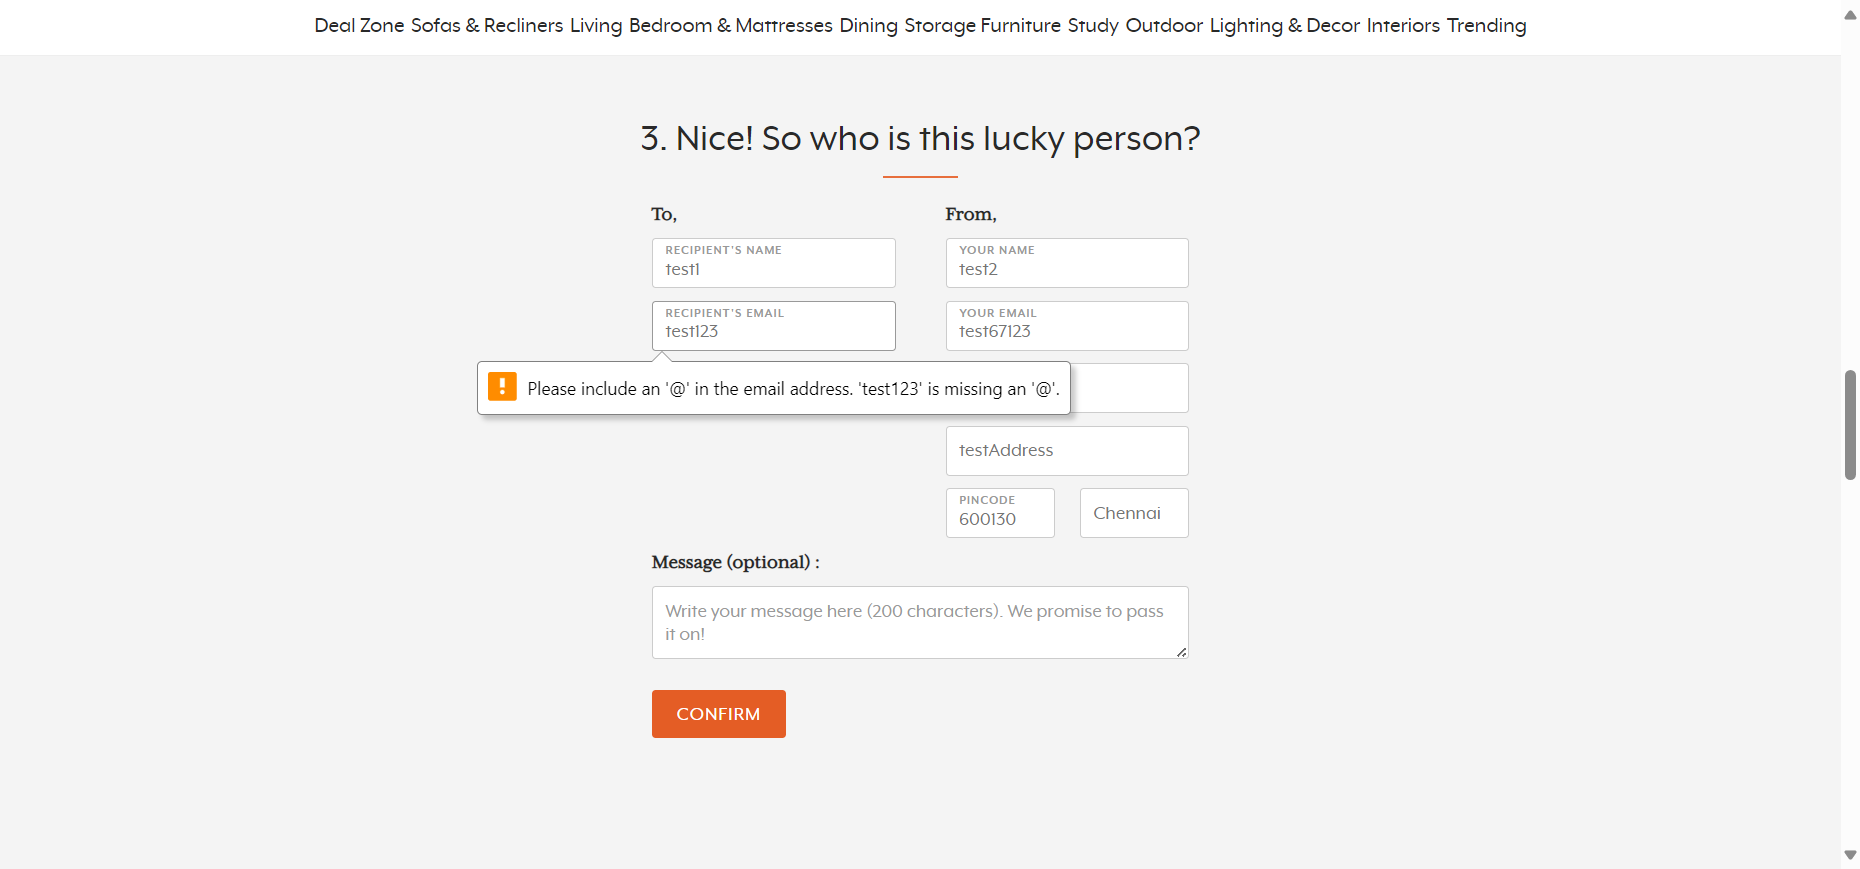 Deal Zone Sofas & Recliners Living Bedroom & Mattresses Dining Storage Furniture Study Outdoor Lighting & Decor Interiors Trending
3. Nice! So who is this lucky person?
To,
RECIPIENT'S NAME
test1
RECIPIENT'S EMAIL
test123
Please include an '@' in the email address. 'test123' is missing an '@'.
From,
YOUR NAME
test2
YOUR EMAIL
test67123
testAddress
PINCODE
600130
Chennai
Message (optional) :
Write your message here (200 characters). We promise to pass
it on!
CONFIRM